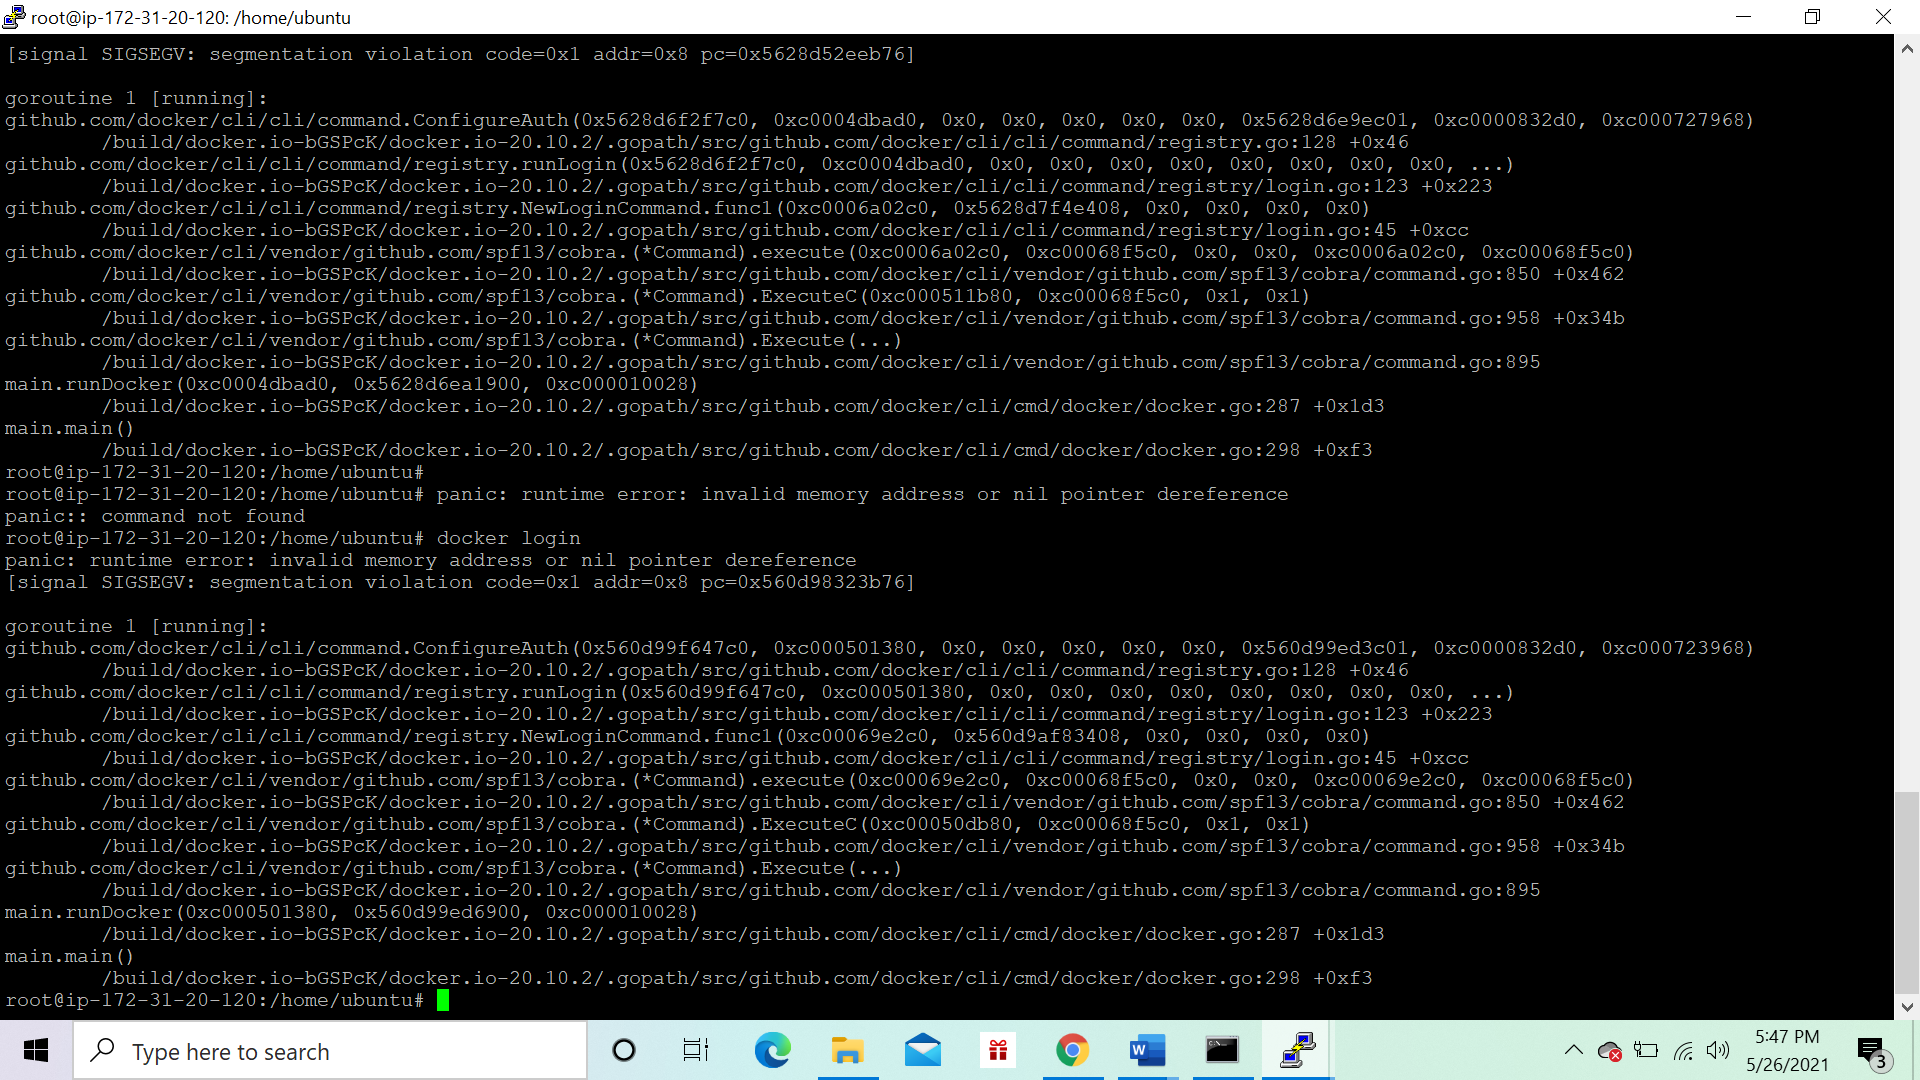 root@ip-172-31-20-120: /home/ubuntu
[signal SIGSEGV: segmentation violation code=0x1 addr=0x8 pc=0x5628d52eeb76]
goroutine 1 [running]:
github.com/docker/cli/cli/command.ConfigureAuth(0x5628d6f2f7c0, 0xc0004dbad0, 0x0, 0x0, 0x0, 0x0, 0x0, 0x5628d6e9ec01, 0xc0000832d0, 0xc000727968)
/build/docker.io-bGSPcK/docker.io-20.10.2/.gopath/src/github.com/docker/cli/cli/command/registry.go:128 +0x46
github.com/docker/cli/cli/command/registry.runLogin(0x5628d6f2f7c0, 0xc0004dbad0, 0x0, 0x0, 0x0, 0x0, 0x0, 0x0, 0x0, 0x0, ...)
/build/docker.io-bGSPcK/docker.io-20.10.2/.gopath/src/github.com/docker/cli/cli/command/registry/login.go:123 +0x223
github.com/docker/cli/cli/command/registry.NewLoginCommand.func1(0xc0006a02c0, 0x5628d7f4e408, 0x0, 0x0, 0x0, 0x0)
/build/docker.io-bGSPcK/docker.io-20.10.2/.gopath/src/github.com/docker/cli/cli/command/registry/login.go:45 +0xcc
github.com/docker/cli/vendor/github.com/spf13/cobra.(*Command).execute(0xc0006a02c0, 0xc00068f5c0, 0x0, 0x0, 0xc0006a02c0, 0xc00068f5c0)
/build/docker.io-bGSPcK/docker.io-20.10.2/.gopath/src/github.com/docker/cli/vendor/github.com/spf13/cobra/command.go:850 +0x462
github.com/docker/cli/vendor/github.com/spf13/cobra.(*Command).ExecuteC(0xc000511b80, 0xc00068f5c0, 0x1, 0x1)
/build/docker.io-bGSPcK/docker.io-20.10.2/.gopath/src/github.com/docker/cli/vendor/github.com/spf13/cobra/command.go:958 +0x34b
github.com/docker/cli/vendor/github.com/spf13/cobra.(*Command).Execute(...)
/build/docker.io-bGSPcK/docker.io-20.10.2/.gopath/src/github.com/docker/cli/vendor/github.com/spf13/cobra/command.go:895
main.runDocker(0xc0004dbad0, 0x5628d6ea1900, 0xc000010028)
/build/docker.io-bGSPcK/docker.io-20.10.2/.gopath/src/github.com/docker/cli/cmd/docker/docker.go:287 +0x1d3
main.main()
/build/docker.io-bGSPcK/docker.io-20.10.2/.gopath/src/github.com/docker/cli/cmd/docker/docker.go:298 +0xf3
root@ip-172-31-20-120:/home/ubuntu#
root@ip-172-31-20-120:/home/ubuntu# panic: runtime error: invalid memory address or nil pointer dereference
panic:: command not found
root@ip-172-31-20-120:/home/ubuntu# docker login
panic: runtime error: invalid memory address or nil pointer dereference
[signal SIGSEGV: segmentation violation code=0x1 addr=0x8 pc=0x560d98323b76]
goroutine 1 [running]:
github.com/docker/cli/cli/command.ConfigureAuth(0x560d99f647c0, 0xc000501380, 0x0, 0x0, 0x0, 0x0, 0x0, 0x560d99ed3c01, 0xc0000832d0, 0xc000723968)
/build/docker.io-bGSPcK/docker.io-20.10.2/.gopath/src/github.com/docker/cli/cli/command/registry.go:128 +0x46
github.com/docker/cli/cli/command/registry.runLogin(0x560d99f647c0, 0xc000501380, 0x0, 0x0, 0x0, 0x0, 0x0, 0x0, 0x0, 0x0, ...)
/build/docker.io-bGSPcK/docker.io-20.10.2/.gopath/src/github.com/docker/cli/cli/command/registry/login.go:123 +0x223
github.com/docker/cli/cli/command/registry.NewLoginCommand.func1(0xc00069e2c0, 0x560d9af83408, 0x0, 0x0, 0x0, 0x0)
/build/docker.io-bGSPcK/docker.io-20.10.2/.gopath/src/github.com/docker/cli/cli/command/registry/login.go:45 +0xcc
github.com/docker/cli/vendor/github.com/spf13/cobra.(*Command).execute(0xc00069e2c0, 0xc00068f5c0, 0x0, 0x0, 0xc00069e2c0, 0xc00068f5c0)
/build/docker.io-bGSPcK/docker.io-20.10.2/.gopath/src/github.com/docker/cli/vendor/github.com/spf13/cobra/command.go:850 +0x462
github.com/docker/cli/vendor/github.com/spf13/cobra.(*Command).ExecuteC(0xc00050db80, 0xc00068f5c0, 0x1, 0x1)
/build/docker.io-bGSPcK/docker.io-20.10.2/.gopath/src/github.com/docker/cli/vendor/github.com/spf13/cobra/command.go:958 +0x34b
github.com/docker/cli/vendor/github.com/spf13/cobra.(*Command).Execute(...)
/build/docker.io-bGSPcK/docker.io-20.10.2/.gopath/src/github.com/docker/cli/vendor/github.com/spf13/cobra/command.go:895
main.runDocker(0xc000501380, 0x560d99ed6900, 0xc000010028)
/build/docker.io-bGSPcK/docker.io-20.10.2/.gopath/src/github.com/docker/cli/cmd/docker/docker.go:287 +0x1d3
main.main()
/build/docker.io-bGSPcK/docker.io-20.10.2/.gopath/src/github.com/docker/cli/cmd/docker/docker.go:298 +0xf3
root@ip-172-31-20-120:/home/ubuntu#
Type here to search
W
C:\
5:47 PM
5/26/2021
3